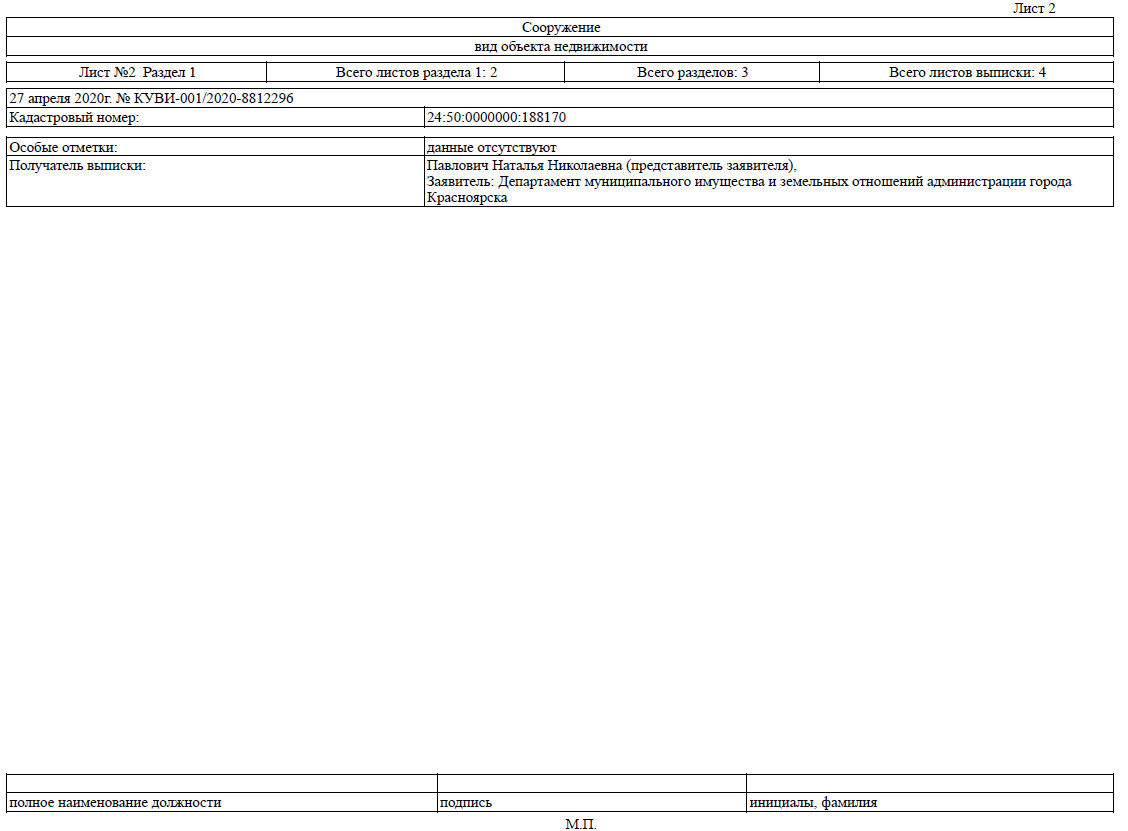 Лист 2
Сооружение
вид объекта недвижимости
Лист №2 Раздел 1 Всего листов раздела 1: 2 Всего разделов: 3 Всего листов выписки: 4
27 апреля 2020г. № КУВИ-001/2020-8812296
Кадастровый номер: 24:50:0000000:188170
Особые отметки: данные отсутствуют
Получатель выписки: Павлович Наталья Николаевна (представитель заявителя),
Заявитель: Департамент муниципального имущества и земельных отношений администрации города
Красноярска
полное наименование должности подпись инициалы, фамилия
М.П.